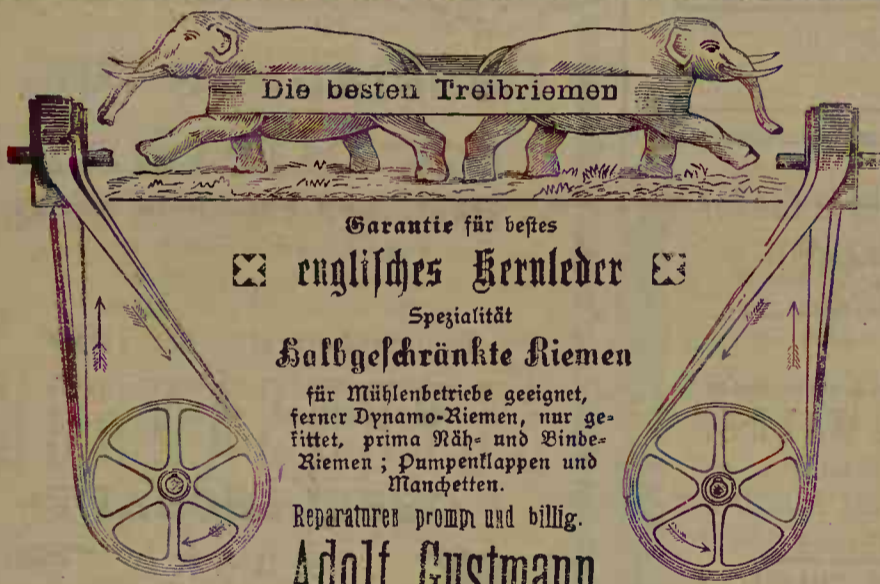 Die besten Treibriemen
Garantie für bestes
englisches Kernleder
Spezialität
Halbgeschränkte Riemen
für Mühlenbetriebe geeignet,
ferner Dynamo-Riemen, nur ge-
kittet, prima Näh- und Binde-
Riemen; Pumpenklappen und
Manchetten.
Reparaturen prompt und billig.
Adolf Gustmann